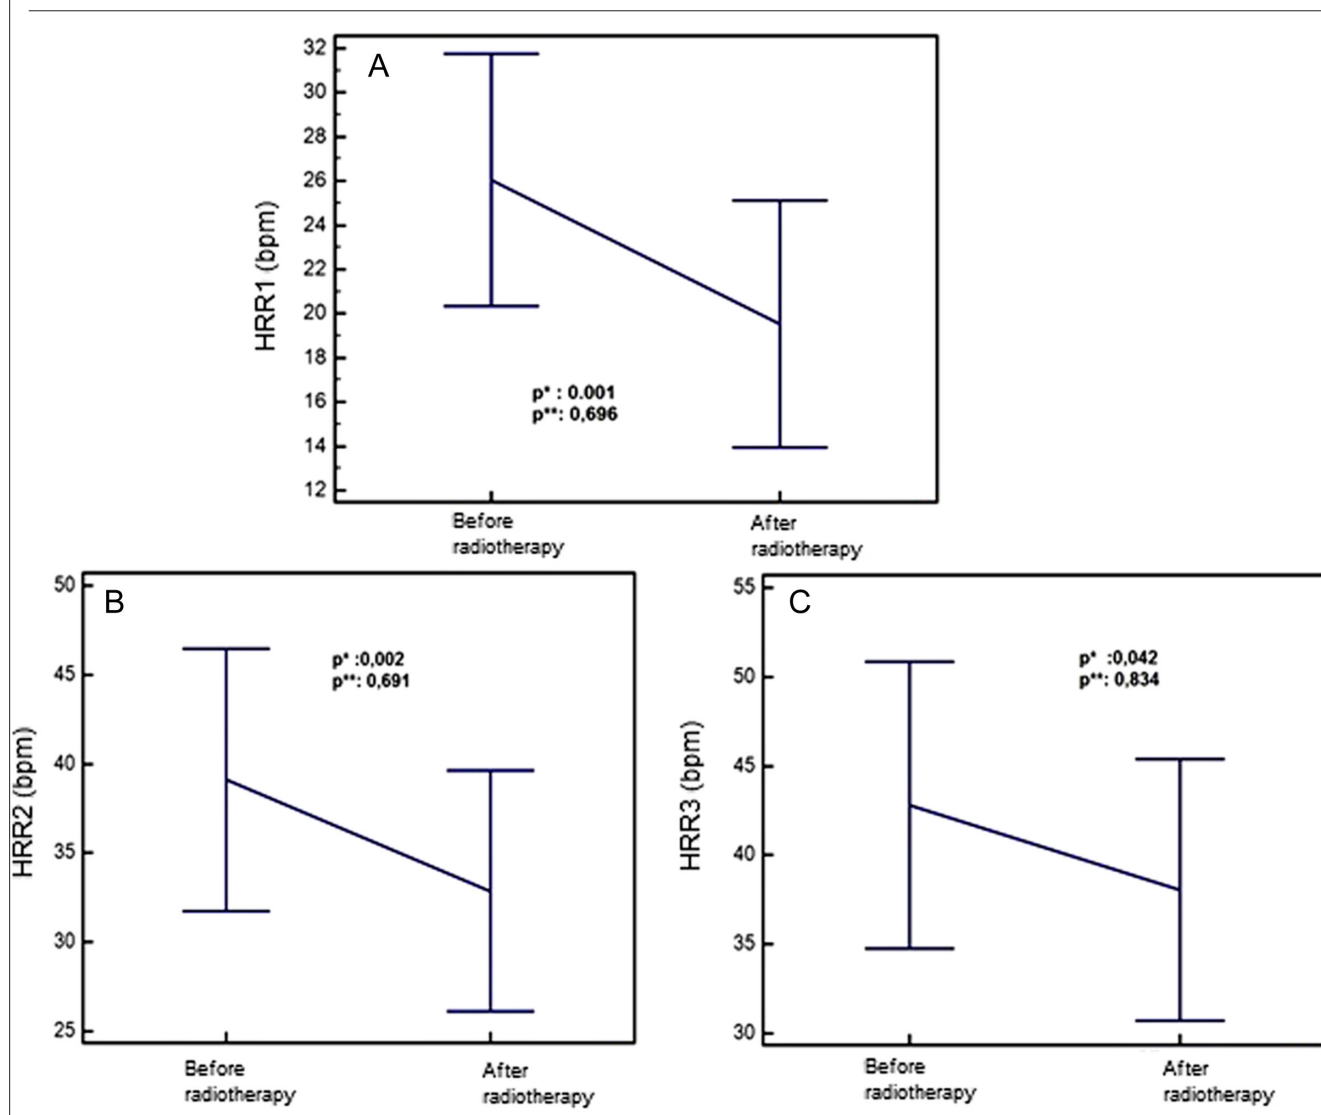 A
HRR1 (bpm)
32
30
28
26
24
22
20
18
16
14
12
p* : 0.001
p**: 0,696
Before
radiotherapy
After
radiotherapy
B
HRR2 (bpm)
50
45
40
35
30
25
p* :0,002
p**: 0,691
Before
radiotherapy
After
radiotherapy
C
HRR3 (bpm)
55
50
45
40
35
30
p* :0,042
p**: 0,834
Before
radiotherapy
After
radiotherapy